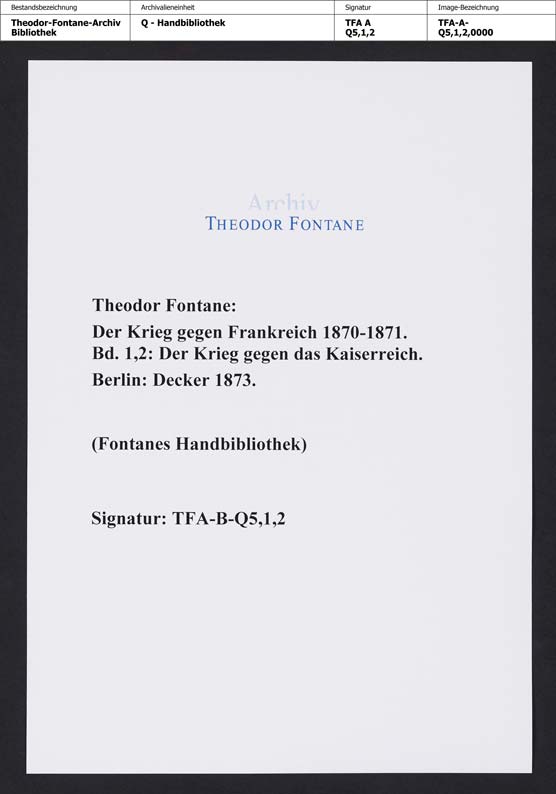 Bestandsbezeichnung
Theodor-Fontane-Archiv
Bibliothek
Archivalieneinheit
Q - Handbibliothek
Signatur
TFA A
Q5,1,2
Image-Bezeichnung
TFA-A-
Q5,1,2,0000
Archiv
THEODOR FONTANE
Theodor Fontane:
Der Krieg gegen Frankreich 1870-1871.
Bd. 1,2: Der Krieg gegen das Kaiserreich.
Berlin: Decker 1873.
(Fontanes Handbibliothek)
Signatur: TFA-B-Q5,1,2